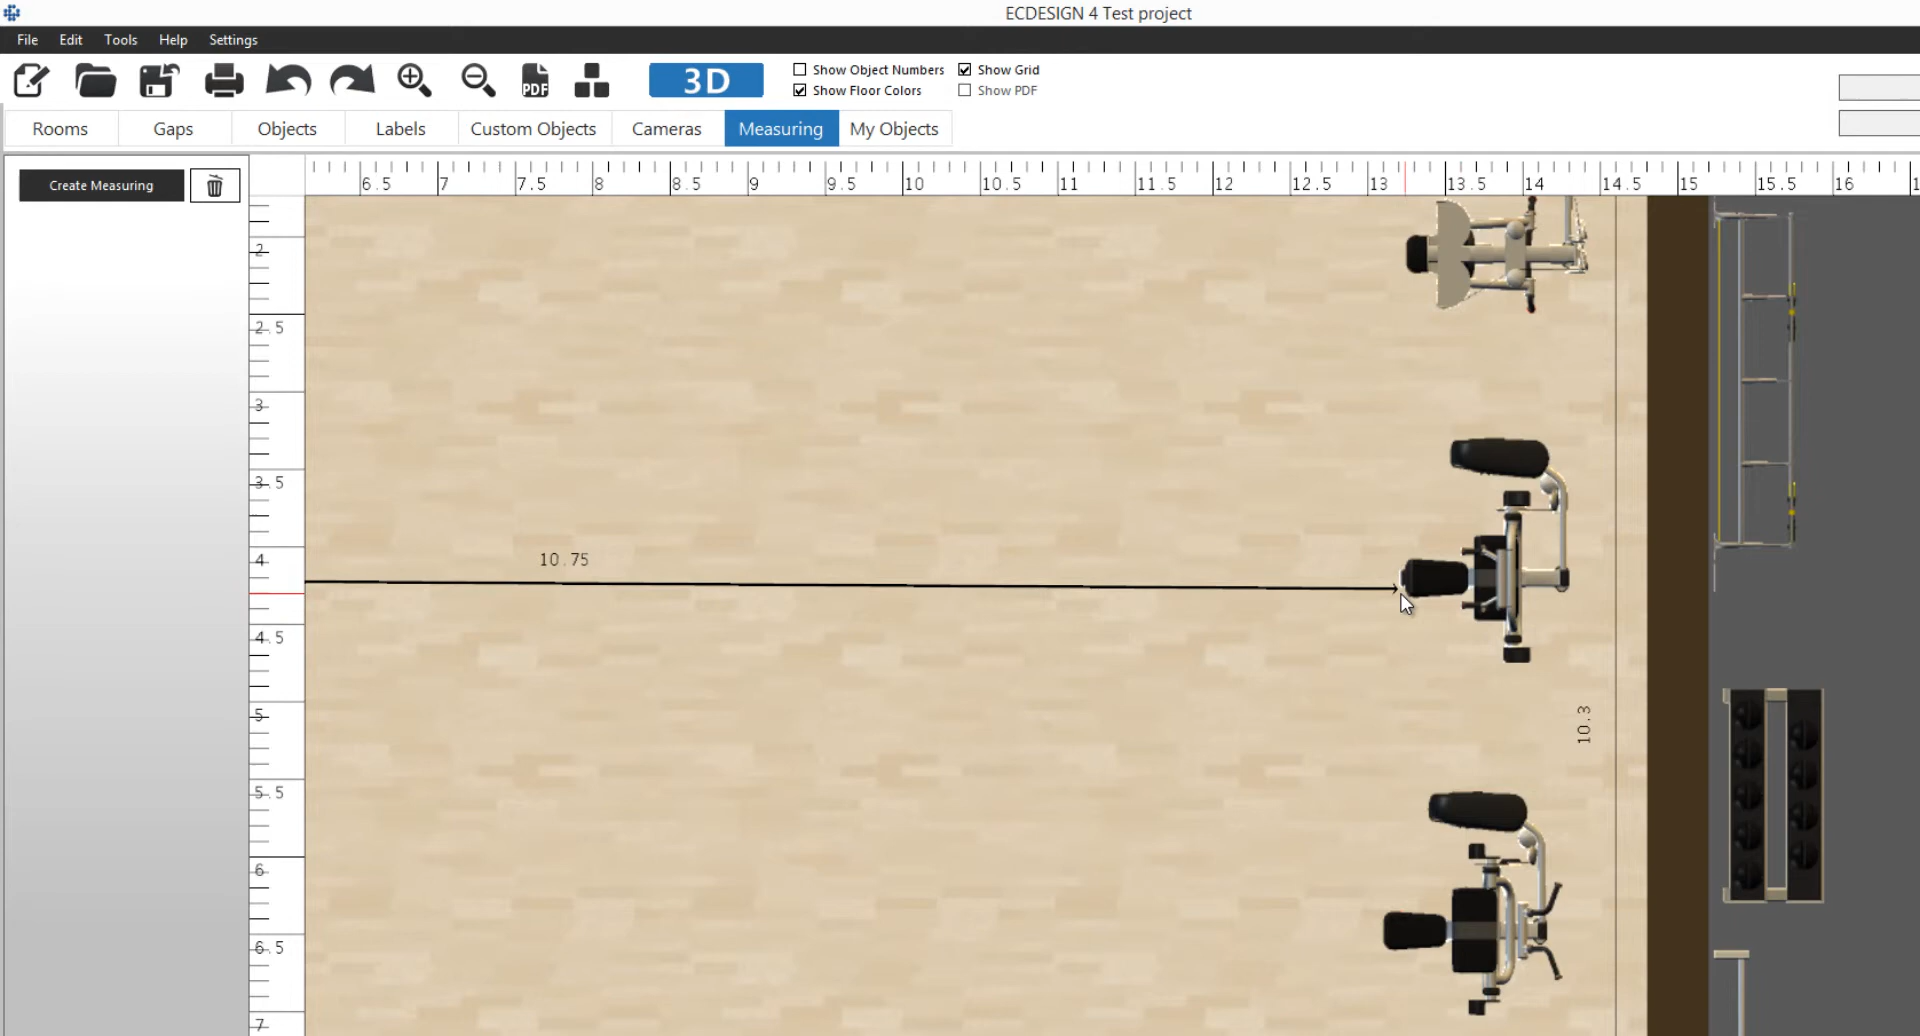 ECDESIGN 4 Test project
File Edit Tools Help Settings
PDF
3D
Show Object Numbers Show Grid
Show Floor Colors Show PDF
Rooms Gaps Objects Labels Custom Objects Cameras Measuring My Objects
Create Measuring
6.5 7 7.5 8 8.5 9 9.5 10 10.5 11 11.5 12 12.5 13 13.5 14 14.5 15 15.5 16
2
2.5
3
3.5
4
10.75
4.5
5
10.3
5.5
6
6.5
7